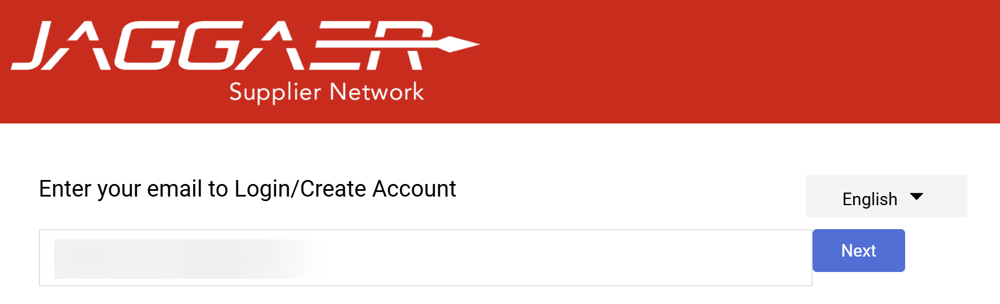 JAGGAER
Supplier Network
Enter your email to Login/Create Account
English
Next